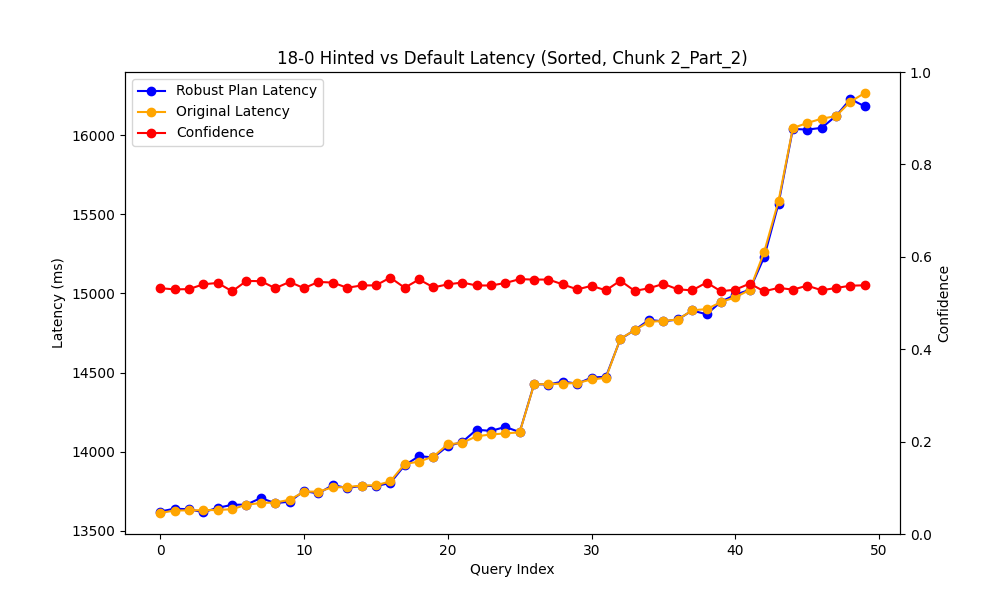 18-0 Hinted vs Default Latency (Sorted, Chunk 2_Part_2)
Robust Plan Latency
Original Latency
Confidence
16000
15500
15000
14500
14000
13500
Latency (ms)
1.0
0.8
0.6
0.4
0.2
0.0
Confidence
0 10 20 30 40 50
Query Index